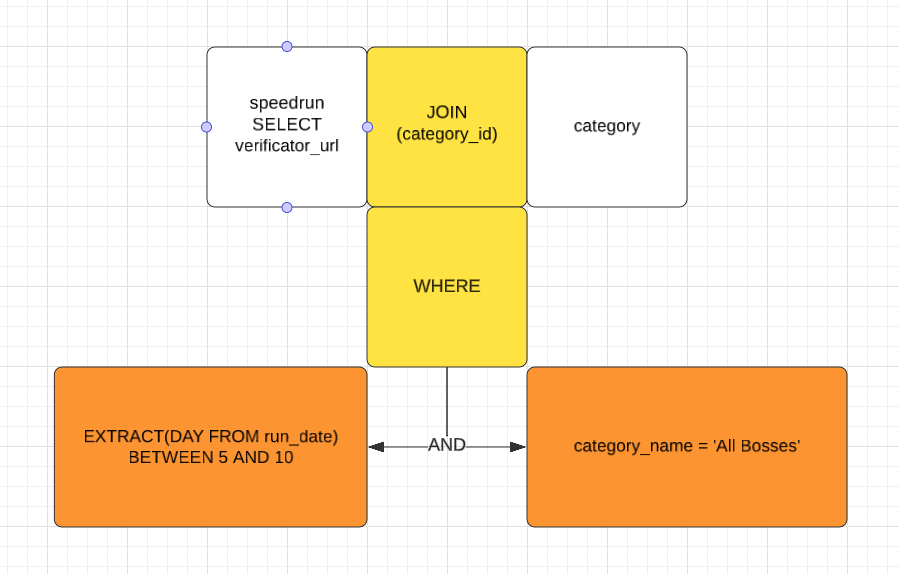 speedrun
SELECT
verificator_url
JOIN
(category_id)
category
WHERE
EXTRACT(DAY FROM run_date)
BETWEEN 5 AND 10
AND
category_name = 'All Bosses'